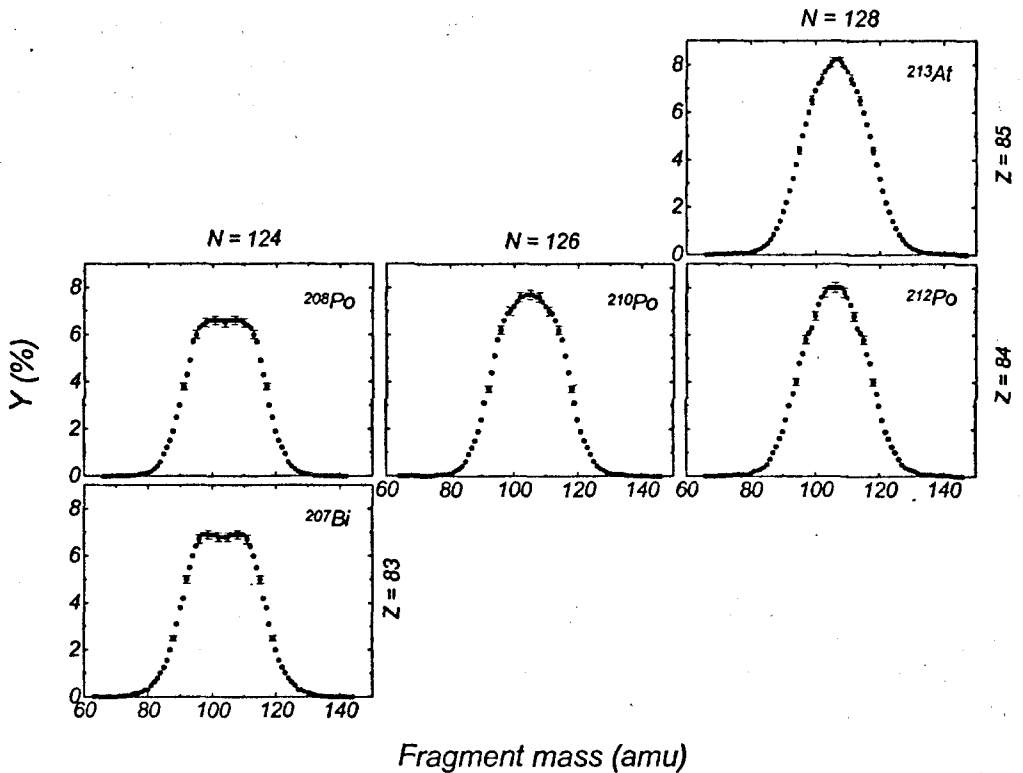 N = 128
8
6
4
2
0
²¹³At
Z = 85
N = 124
N = 126
8
6
4
2
0
²⁰⁸Po
²¹⁰Po
²¹²Po
Z = 84
60 80 100 120 140
60 80 100 120 140
Y (%)
8
6
4
2
0
²⁰⁷Bi
Z = 83
60 80 100 120 140
Fragment mass (amu)